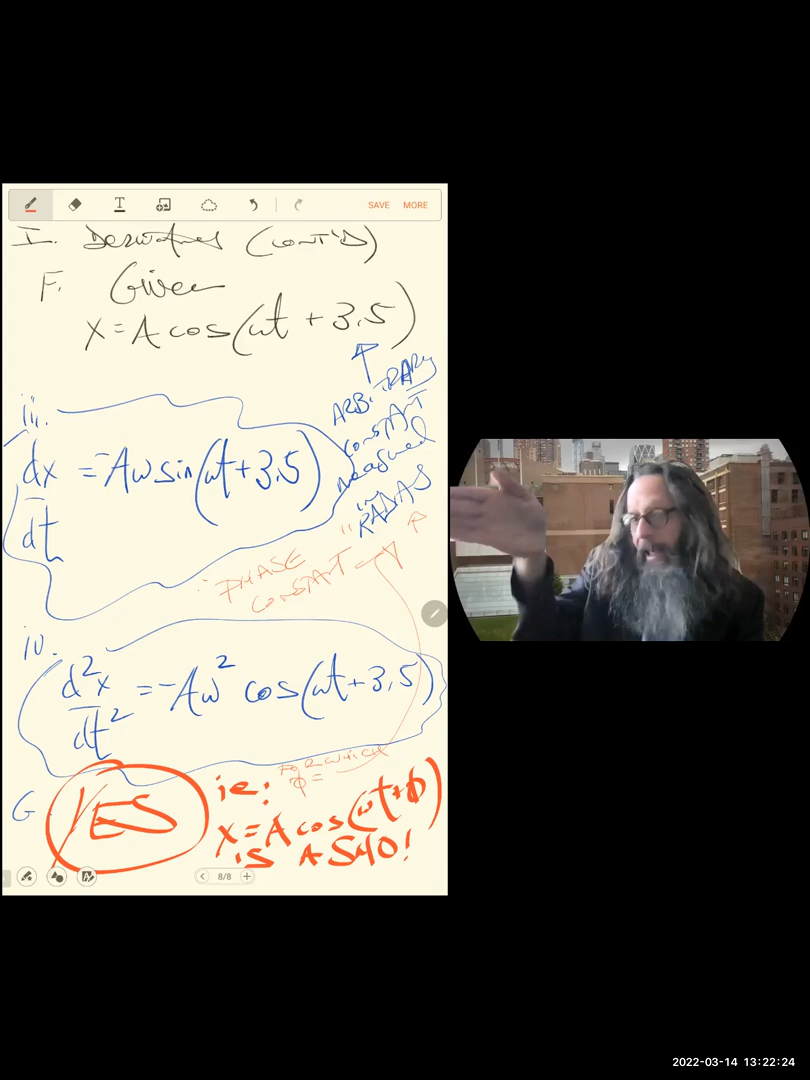 SAVE MORE
I. Derivatives (CONT'D)
F. Given
x = A cos(ωt + 3.5)
ARBITRARY
CONSTANT
measured
in
RADIANS
iii.
dx/dt = -Aω sin(ωt + 3.5)
"PHASE
CONSTANT"
iv.
d²x/dt² = -Aω² cos(ωt + 3.5)
FOR WHICH
ϕ =
G. YES ie:
x = A cos(ωt + ϕ)
IS A SHO!
8/8
2022-03-14 13:22:24